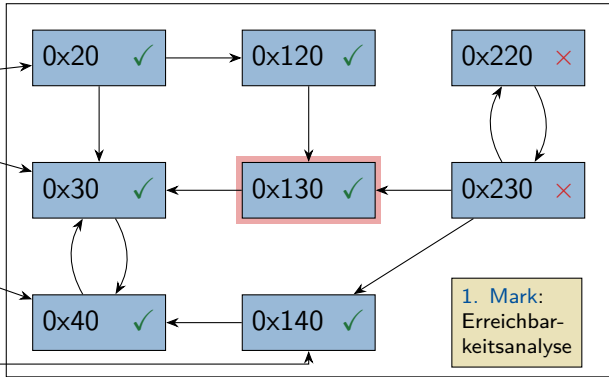 0x20 ✓ 0x120 ✓ 0x220 ×
0x30 ✓ 0x130 ✓ 0x230 ×
0x40 ✓ 0x140 ✓
1. Mark:
Erreichbar-
keitsanalyse